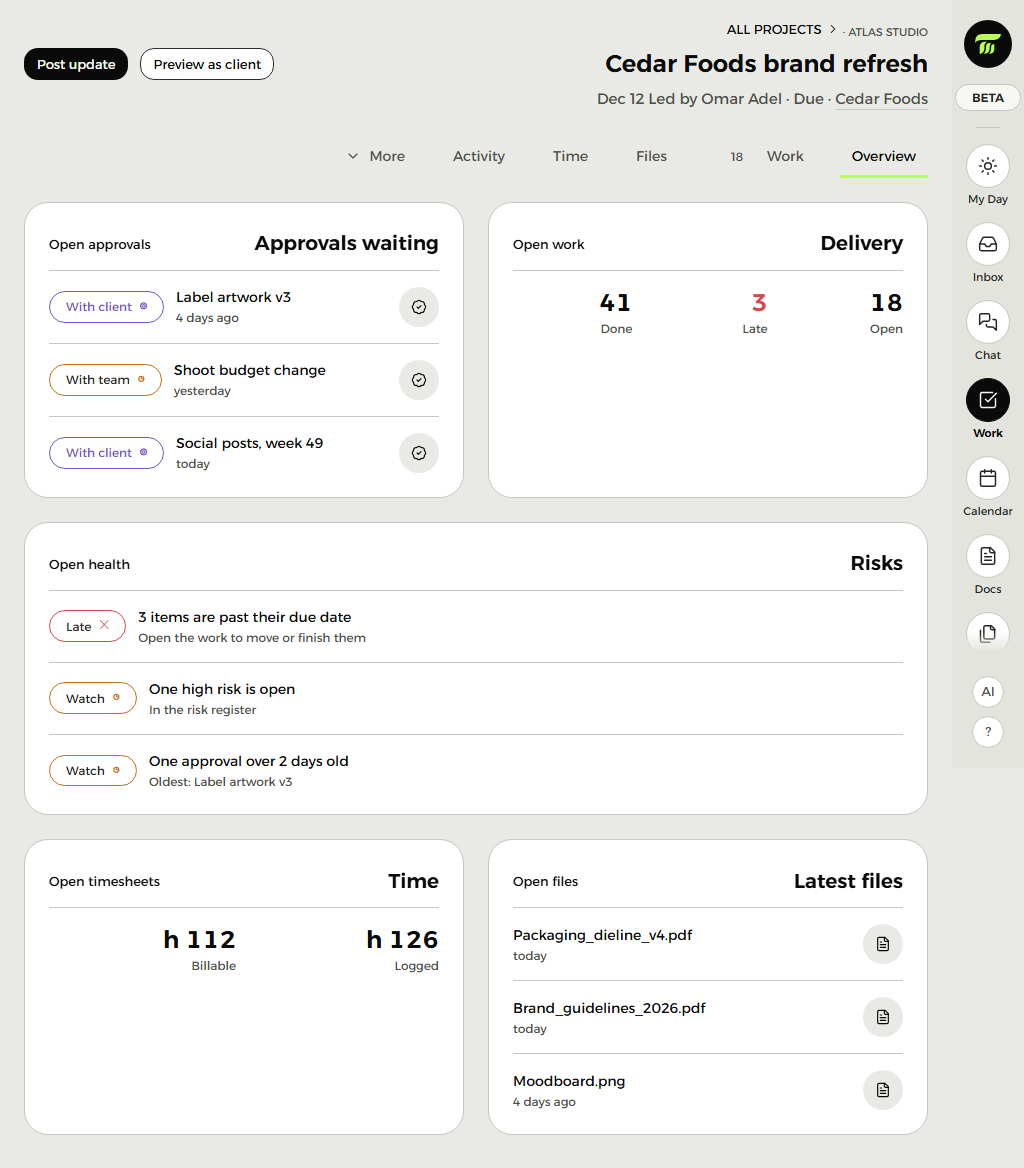 ALL PROJECTS
· ATLAS STUDIO
Cedar Foods brand refresh
Dec 12 Led by Omar Adel · Due · Cedar Foods
Post update
Preview as client
Overview
Work 18
Files
Time
Activity
More
Approvals waiting
Open approvals
Label artwork v3
4 days ago
With client
Shoot budget change
yesterday
With team
Social posts, week 49
today
With client
Delivery
Open work
18
Open
3
Late
41
Done
Risks
Open health
Late
3 items are past their due date
Open the work to move or finish them
Watch
One high risk is open
In the risk register
Watch
One approval over 2 days old
Oldest: Label artwork v3
Time
Open timesheets
h 126
Logged
h 112
Billable
Latest files
Open files
Packaging_dieline_v4.pdf
today
Brand_guidelines_2026.pdf
today
Moodboard.png
4 days ago
BETA
My Day
Inbox
Chat
Work
Calendar
Docs
AI
?